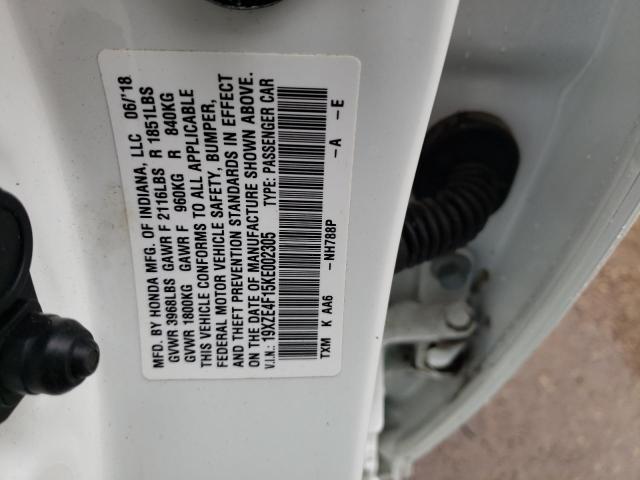 MFD. BY HONDA MFG. OF INDIANA, LLC 06/'18
GVWR 3968LBS GAWR F 2116LBS R 1851LBS
GVWR 1800KG GAWR F 960KG R 840KG
THIS VEHICLE CONFORMS TO ALL APPLICABLE
FEDERAL MOTOR VEHICLE SAFETY, BUMPER,
AND THEFT PREVENTION STANDARDS IN EFFECT
ON THE DATE OF MANUFACTURE SHOWN ABOVE.
V.I.N.: 19XZE4F15KE002305 TYPE: PASSENGER CAR
TXM K AA6 -NH788P -A -E